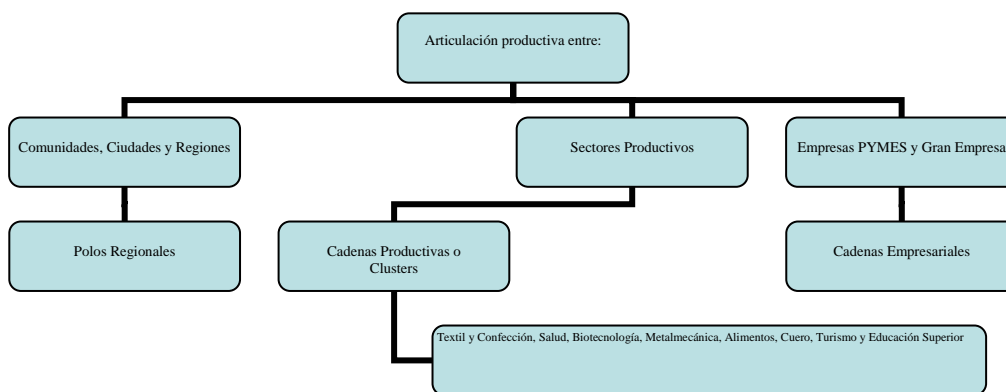 Articulación productiva entre:
Comunidades, Ciudades y Regiones
Sectores Productivos
Empresas PYMES y Gran Empresa
Polos Regionales
Cadenas Productivas o
Clusters
Cadenas Empresariales
Textil y Confección, Salud, Biotecnología, Metalmecánica, Alimentos, Cuero, Turismo y Educación Superior